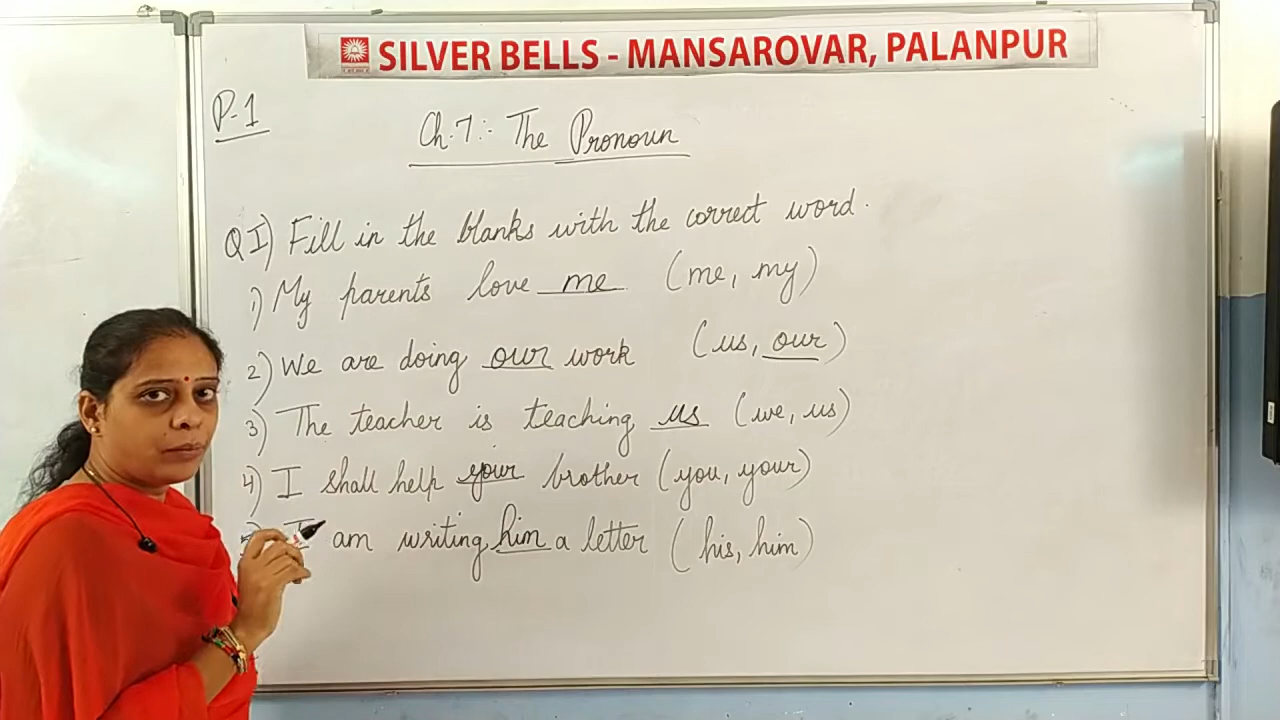 SILVER BELLS - MANSAROVAR, PALANPUR
P-1
Ch.7:- The Pronoun
Q I) Fill in the blanks with the correct word.
1) My parents love me (me, my)
2) We are doing our work (us, our)
3) The teacher is teaching us (we, us)
4) I shall help your brother (you, your)
I am writing him a letter (his, him)